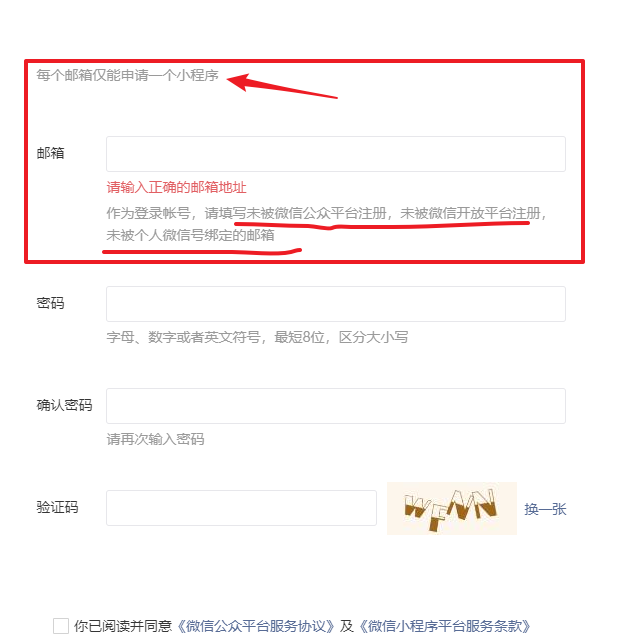 每个邮箱仅能申请一个小程序
邮箱
请输入正确的邮箱地址
作为登录帐号，请填写未被微信公众平台注册，未被微信开放平台注册，
未被个人微信号绑定的邮箱
密码
字母、数字或者英文符号，最短8位，区分大小写
确认密码
请再次输入密码
验证码
换一张
你已阅读并同意《微信公众平台服务协议》及《微信小程序平台服务条款》